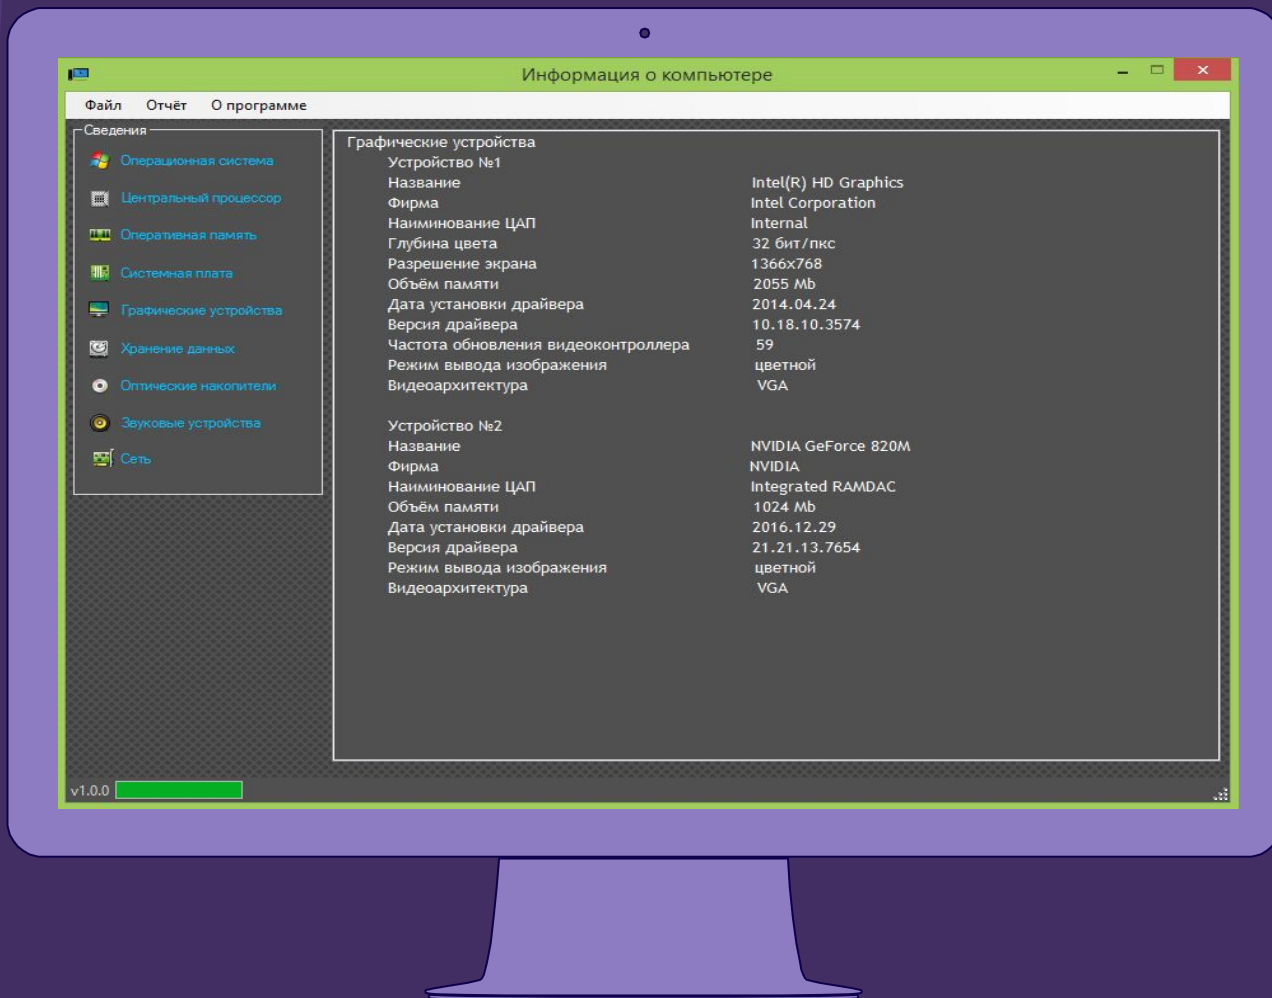 Информация о компьютере
Файл Отчёт О программе
Сведения
Операционная система
Центральный процессор
Оперативная память
Системная плата
Графические устройства
Хранение данных
Оптические накопители
Звуковые устройства
Сеть
Графические устройства
Устройство №1
Название Intel(R) HD Graphics
Фирма Intel Corporation
Наиминование ЦАП Internal
Глубина цвета 32 бит/пкс
Разрешение экрана 1366x768
Объём памяти 2055 Mb
Дата установки драйвера 2014.04.24
Версия драйвера 10.18.10.3574
Частота обновления видеоконтроллера 59
Режим вывода изображения цветной
Видеоархитектура VGA
Устройство №2
Название NVIDIA GeForce 820M
Фирма NVIDIA
Наиминование ЦАП Integrated RAMDAC
Объём памяти 1024 Mb
Дата установки драйвера 2016.12.29
Версия драйвера 21.21.13.7654
Режим вывода изображения цветной
Видеоархитектура VGA
v1.0.0